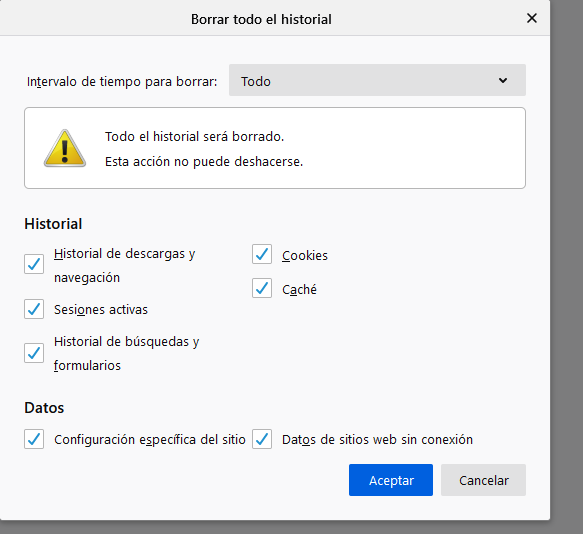 Borrar todo el historial
Intervalo de tiempo para borrar: Todo
Todo el historial será borrado.
Esta acción no puede deshacerse.
Historial
Historial de descargas y
navegación
Cookies
Sesiones activas
Caché
Historial de búsquedas y
formularios
Datos
Configuración específica del sitio
Datos de sitios web sin conexión
Aceptar
Cancelar